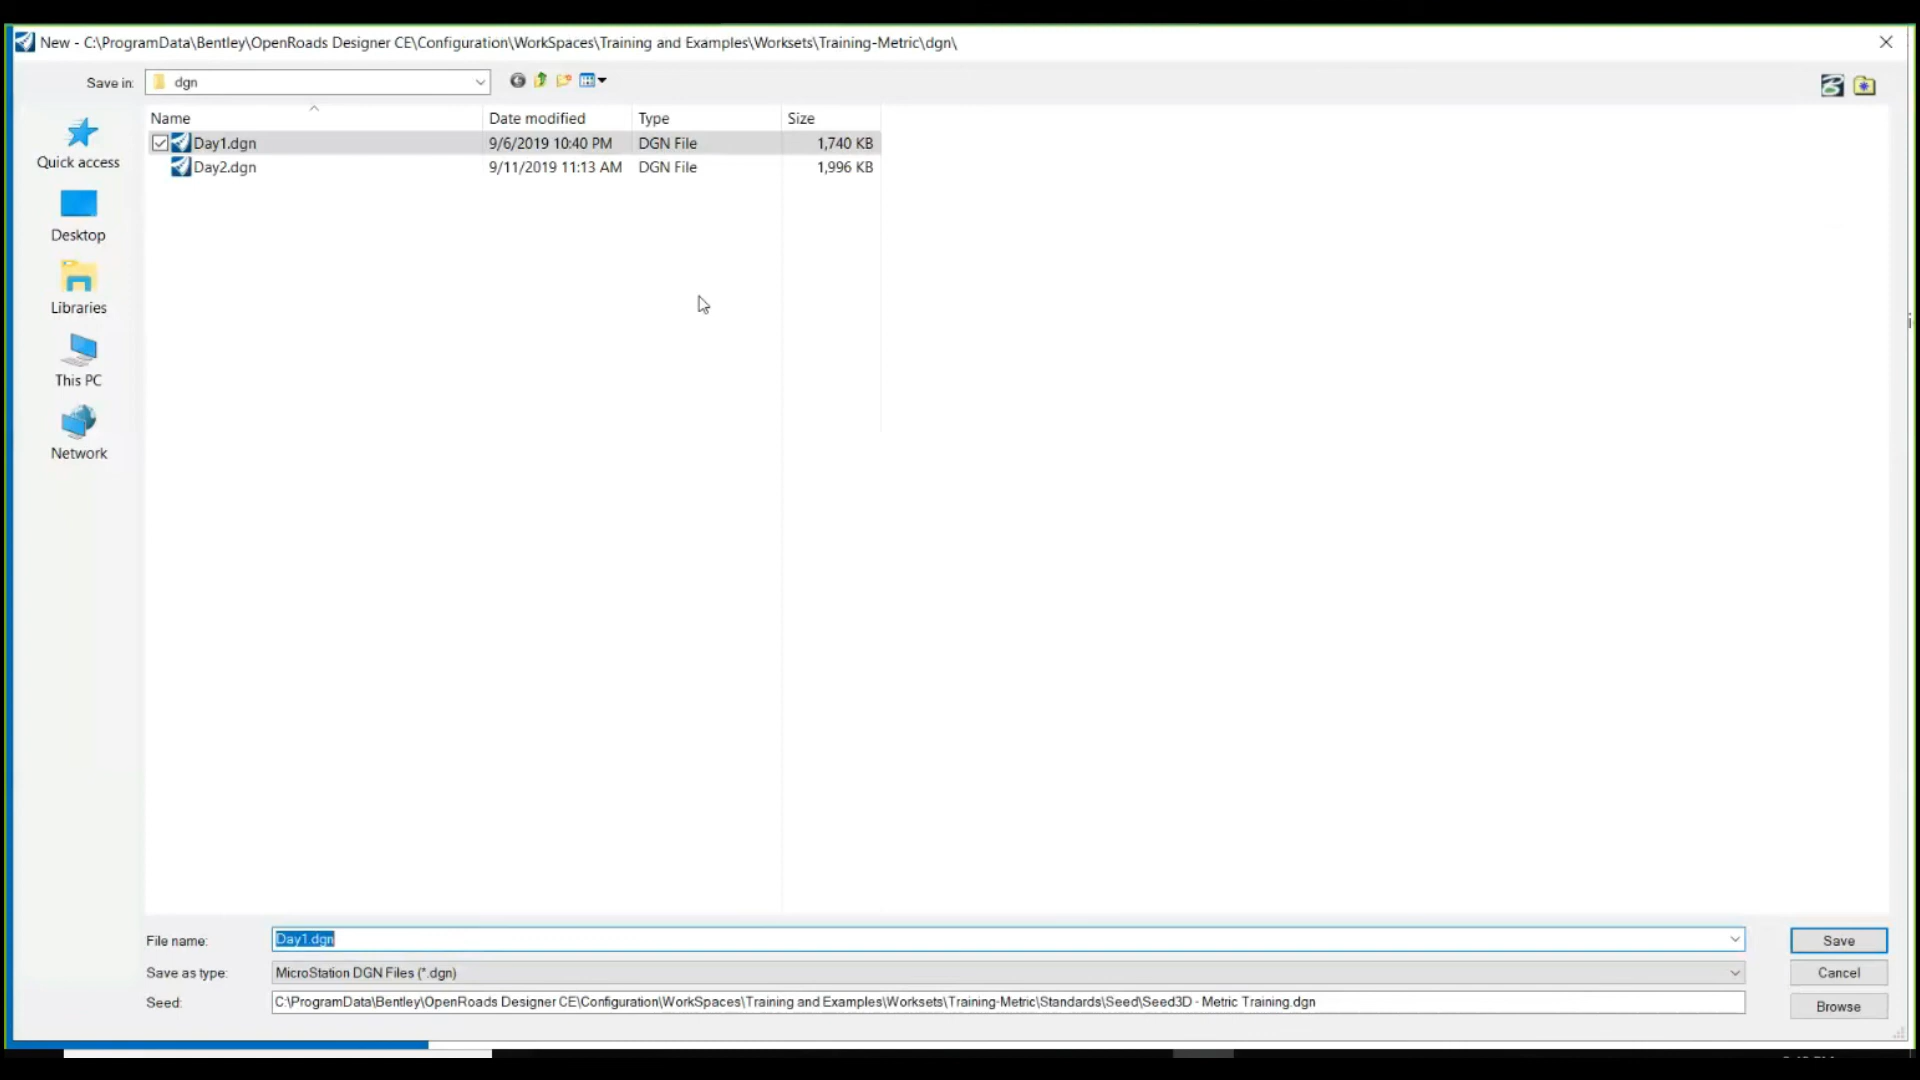 New - C:\ProgramData\Bentley\OpenRoads Designer CE\Configuration\WorkSpaces\Training and Examples\Worksets\Training-Metric\dgn\
Save in: dgn
Name Date modified Type Size
Day1.dgn 9/6/2019 10:40 PM DGN File 1,740 KB
Day2.dgn 9/11/2019 11:13 AM DGN File 1,996 KB
Quick access
Desktop
Libraries
This PC
Network
File name: Day1.dgn Save
Save as type: MicroStation DGN Files (*.dgn) Cancel
Seed: C:\ProgramData\Bentley\OpenRoads Designer CE\Configuration\WorkSpaces\Training and Examples\Worksets\Training-Metric\Standards\Seed\Seed3D - Metric Training.dgn Browse